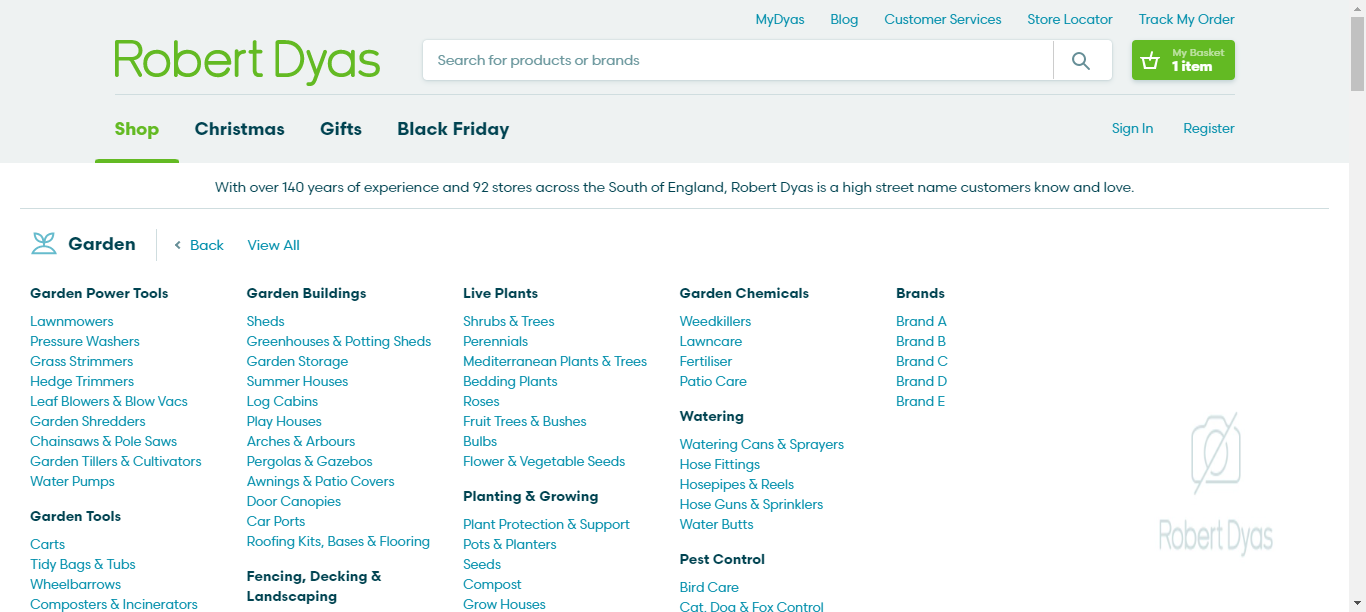 MyDyas Blog Customer Services Store Locator Track My Order
Robert Dyas
Search for products or brands
My Basket
1 item
Shop Christmas Gifts Black Friday
Sign In Register
With over 140 years of experience and 92 stores across the South of England, Robert Dyas is a high street name customers know and love.
Garden
Back
View All
Garden Power Tools
Lawnmowers
Pressure Washers
Grass Strimmers
Hedge Trimmers
Leaf Blowers & Blow Vacs
Garden Shredders
Chainsaws & Pole Saws
Garden Tillers & Cultivators
Water Pumps
Garden Tools
Carts
Tidy Bags & Tubs
Wheelbarrows
Composters & Incinerators
Garden Buildings
Sheds
Greenhouses & Potting Sheds
Garden Storage
Summer Houses
Log Cabins
Play Houses
Arches & Arbours
Pergolas & Gazebos
Awnings & Patio Covers
Door Canopies
Car Ports
Roofing Kits, Bases & Flooring
Fencing, Decking &
Landscaping
Live Plants
Shrubs & Trees
Perennials
Mediterranean Plants & Trees
Bedding Plants
Roses
Fruit Trees & Bushes
Bulbs
Flower & Vegetable Seeds
Planting & Growing
Plant Protection & Support
Pots & Planters
Seeds
Compost
Grow Houses
Garden Chemicals
Weedkillers
Lawncare
Fertiliser
Patio Care
Watering
Watering Cans & Sprayers
Hose Fittings
Hosepipes & Reels
Hose Guns & Sprinklers
Water Butts
Pest Control
Bird Care
Cat, Dog & Fox Control
Brands
Brand A
Brand B
Brand C
Brand D
Brand E
Robert Dyas